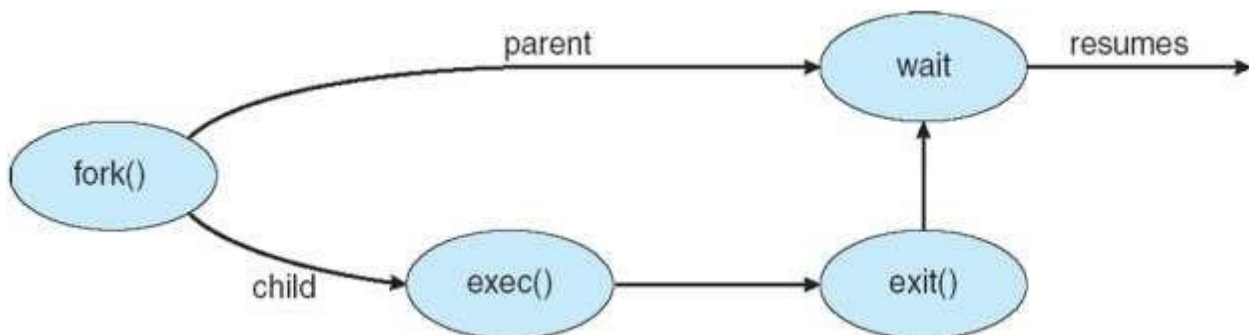 parent
wait
resumes
fork()
child
exec()
exit()